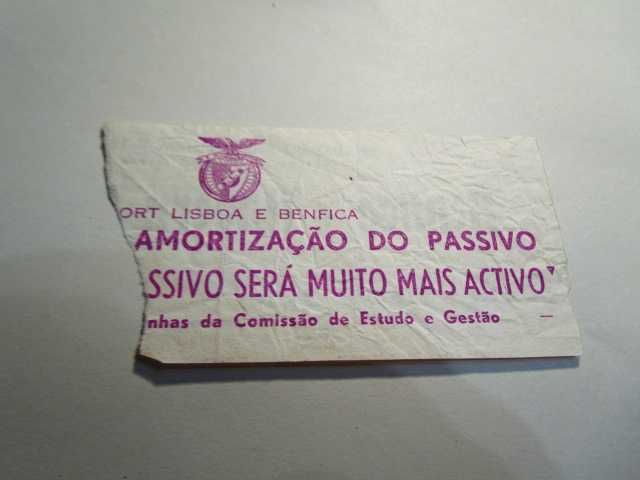 ORT LISBOA E BENFICA
AMORTIZAÇÃO DO PASSIVO
SSIVO SERÁ MUITO MAIS ACTIVO"
nhas da Comissão de Estudo e Gestão —